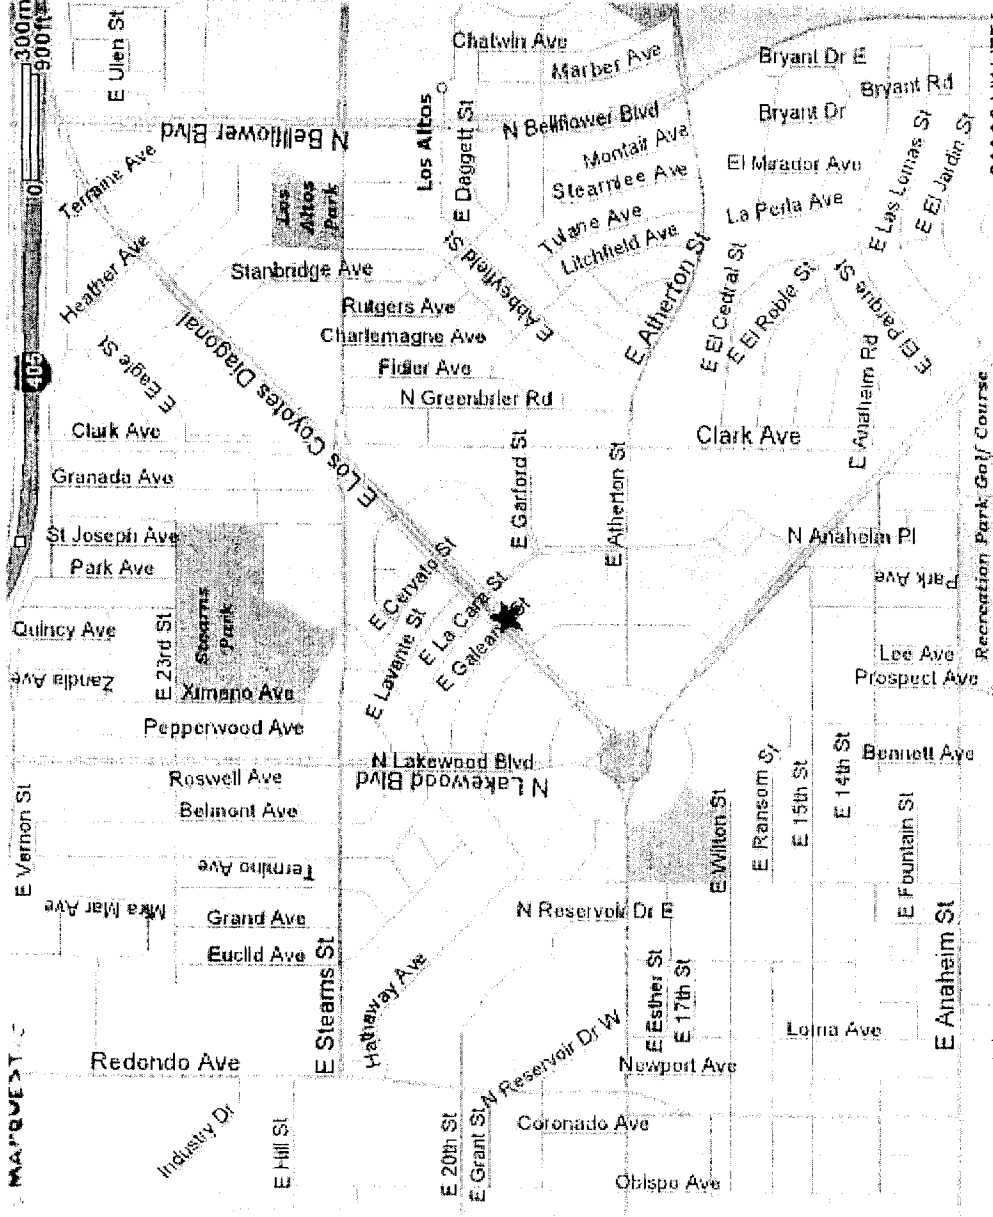 300m
900ft
0
405
E Ulen St
Chatwin Ave
Marber Ave
Bryant Dr E
Bryant Rd
N Bellflower Blvd
Los Altos
E Daggett St
N Bellflower Blvd
Bryant Dr
Montair Ave
El Mirador Ave
Stearnlee Ave
E Las Lomas St
E El Jardin St
Terraine Ave
Los
Altos
Park
Tulane Ave
La Perla Ave
Litchfield Ave
Heather Ave
Stanbridge Ave
E Abbeyfield St
E Atherton St
E El Cedral St
E El Roble St
E El Parque St
Rutgers Ave
Charlemagne Ave
Fidler Ave
N Greenbrier Rd
E Eagle St
E Los Coyotes Diagonal
Clark Ave
Clark Ave
E Anaheim Rd
Recreation Park Golf Course
Granada Ave
E Garford St
E Atherton St
St Joseph Ave
N Anaheim Pl
Park Ave
Park Ave
E Cervato St
E Lavante St
E La Cara St
E Galeano St
Quincy Ave
E 23rd St
Stearns
Park
Lee Ave
Prospect Ave
Zandia Ave
Ximeno Ave
Pepperwood Ave
N Lakewood Blvd
N Lakewood Blvd
Bennett Ave
E Vernon St
Roswell Ave
Belmont Ave
Termino Ave
E Wilton St
E Ransom St
E 15th St
E 14th St
E Fountain St
Mira Mar Ave
Grand Ave
N Reservoir Dr E
Euclid Ave
E Stearns St
Hathaway Ave
E Esther St
E 17th St
E Anaheim St
Loma Ave
Redondo Ave
N Reservoir Dr W
Newport Ave
MAPQUEST
Industry Dr
E Hill St
E 20th St
E Grant St
Coronado Ave
Obispo Ave